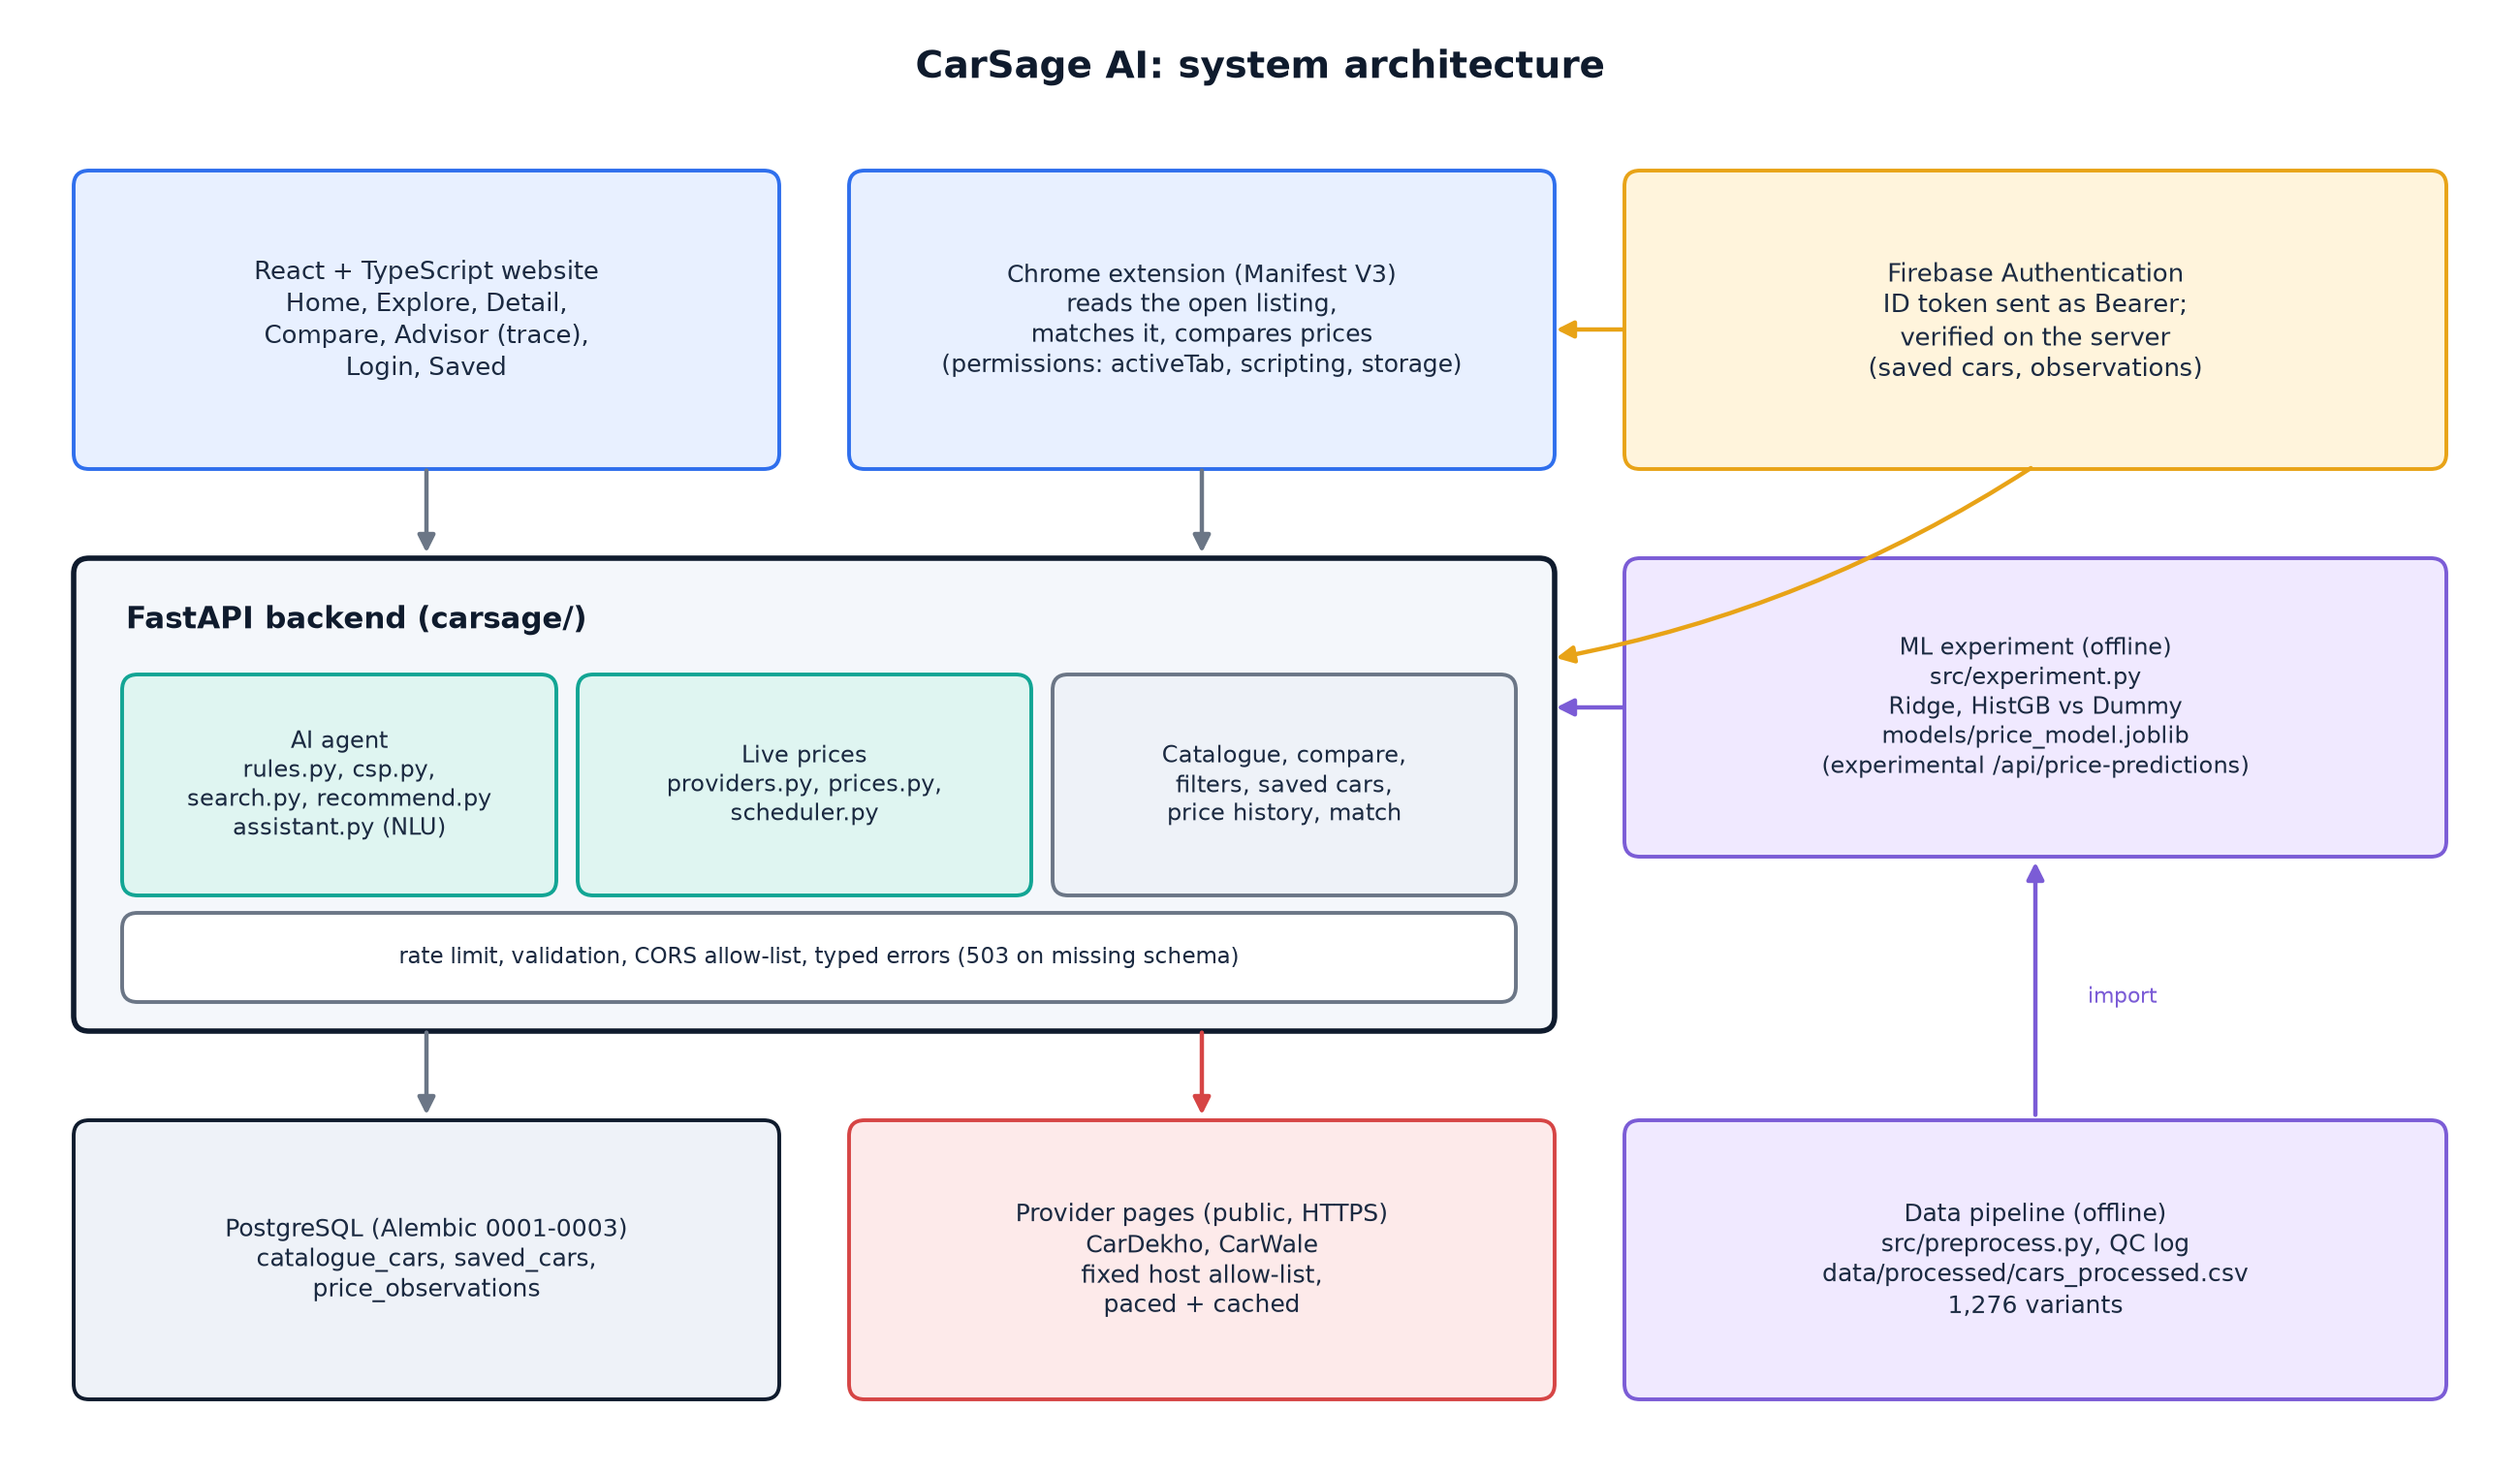 CarSage AI: system architecture
React + TypeScript website
Home, Explore, Detail,
Compare, Advisor (trace),
Login, Saved
Chrome extension (Manifest V3)
reads the open listing,
matches it, compares prices
(permissions: activeTab, scripting, storage)
Firebase Authentication
ID token sent as Bearer;
verified on the server
(saved cars, observations)
FastAPI backend (carsage/)
AI agent
rules.py, csp.py,
search.py, recommend.py
assistant.py (NLU)
Live prices
providers.py, prices.py,
scheduler.py
Catalogue, compare,
filters, saved cars,
price history, match
rate limit, validation, CORS allow-list, typed errors (503 on missing schema)
ML experiment (offline)
src/experiment.py
Ridge, HistGB vs Dummy
models/price_model.joblib
(experimental /api/price-predictions)
import
PostgreSQL (Alembic 0001-0003)
catalogue_cars, saved_cars,
price_observations
Provider pages (public, HTTPS)
CarDekho, CarWale
fixed host allow-list,
paced + cached
Data pipeline (offline)
src/preprocess.py, QC log
data/processed/cars_processed.csv
1,276 variants